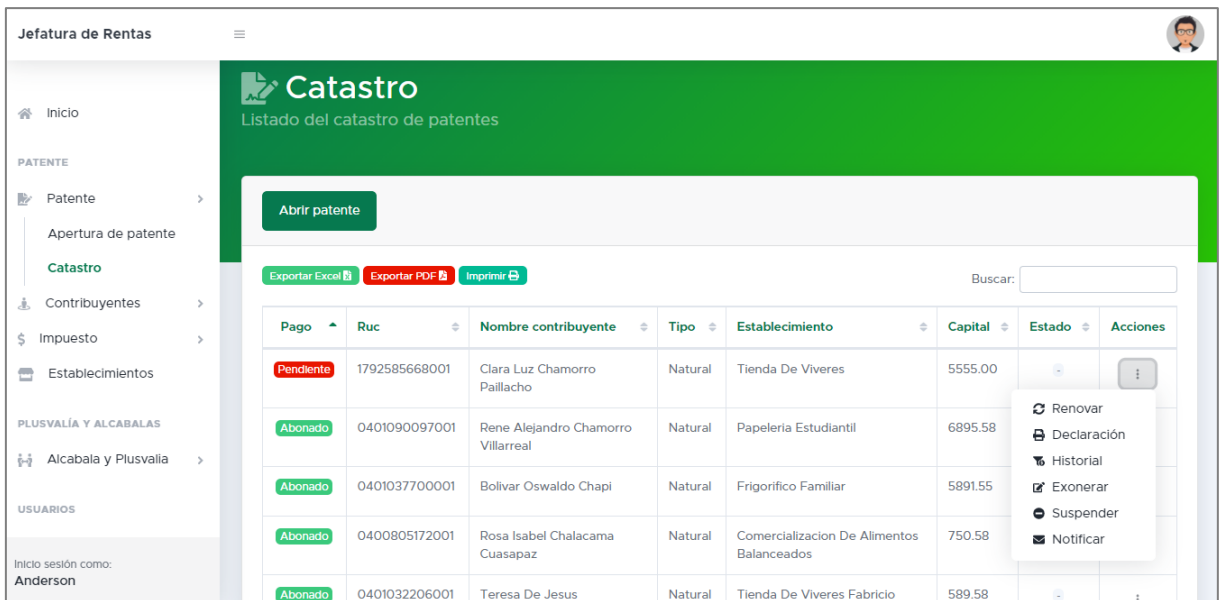 Jefatura de Rentas
Inicio
PATENTE
Patente
Apertura de patente
Catastro
Contribuyentes
$ Impuesto
Establecimientos
PLUSVALÍA Y ALCABALAS
Alcabala y Plusvalia
USUARIOS
Inicio sesión como:
Anderson
Catastro
Listado del catastro de patentes
Abrir patente
Exportar Excel Exportar PDF Imprimir
Buscar:
Pago Ruc Nombre contribuyente Tipo Establecimiento Capital Estado Acciones
Pendiente 1792585668001 Clara Luz Chamorro Natural Tienda De Viveres 5555.00 -
Paillacho
Abonado 0401090097001 Rene Alejandro Chamorro Natural Papeleria Estudiantil 6895.58
Villarreal
Abonado 0401037700001 Bolivar Oswaldo Chapi Natural Frigorifico Familiar 5891.55
Abonado 0400805172001 Rosa Isabel Chalacama Natural Comercializacion De Alimentos 750.58
Cuasapaz Balanceados
Abonado 0401032206001 Teresa De Jesus Natural Tienda De Viveres Fabricio 589.58 -
Renovar
Declaración
Historial
Exonerar
Suspender
Notificar